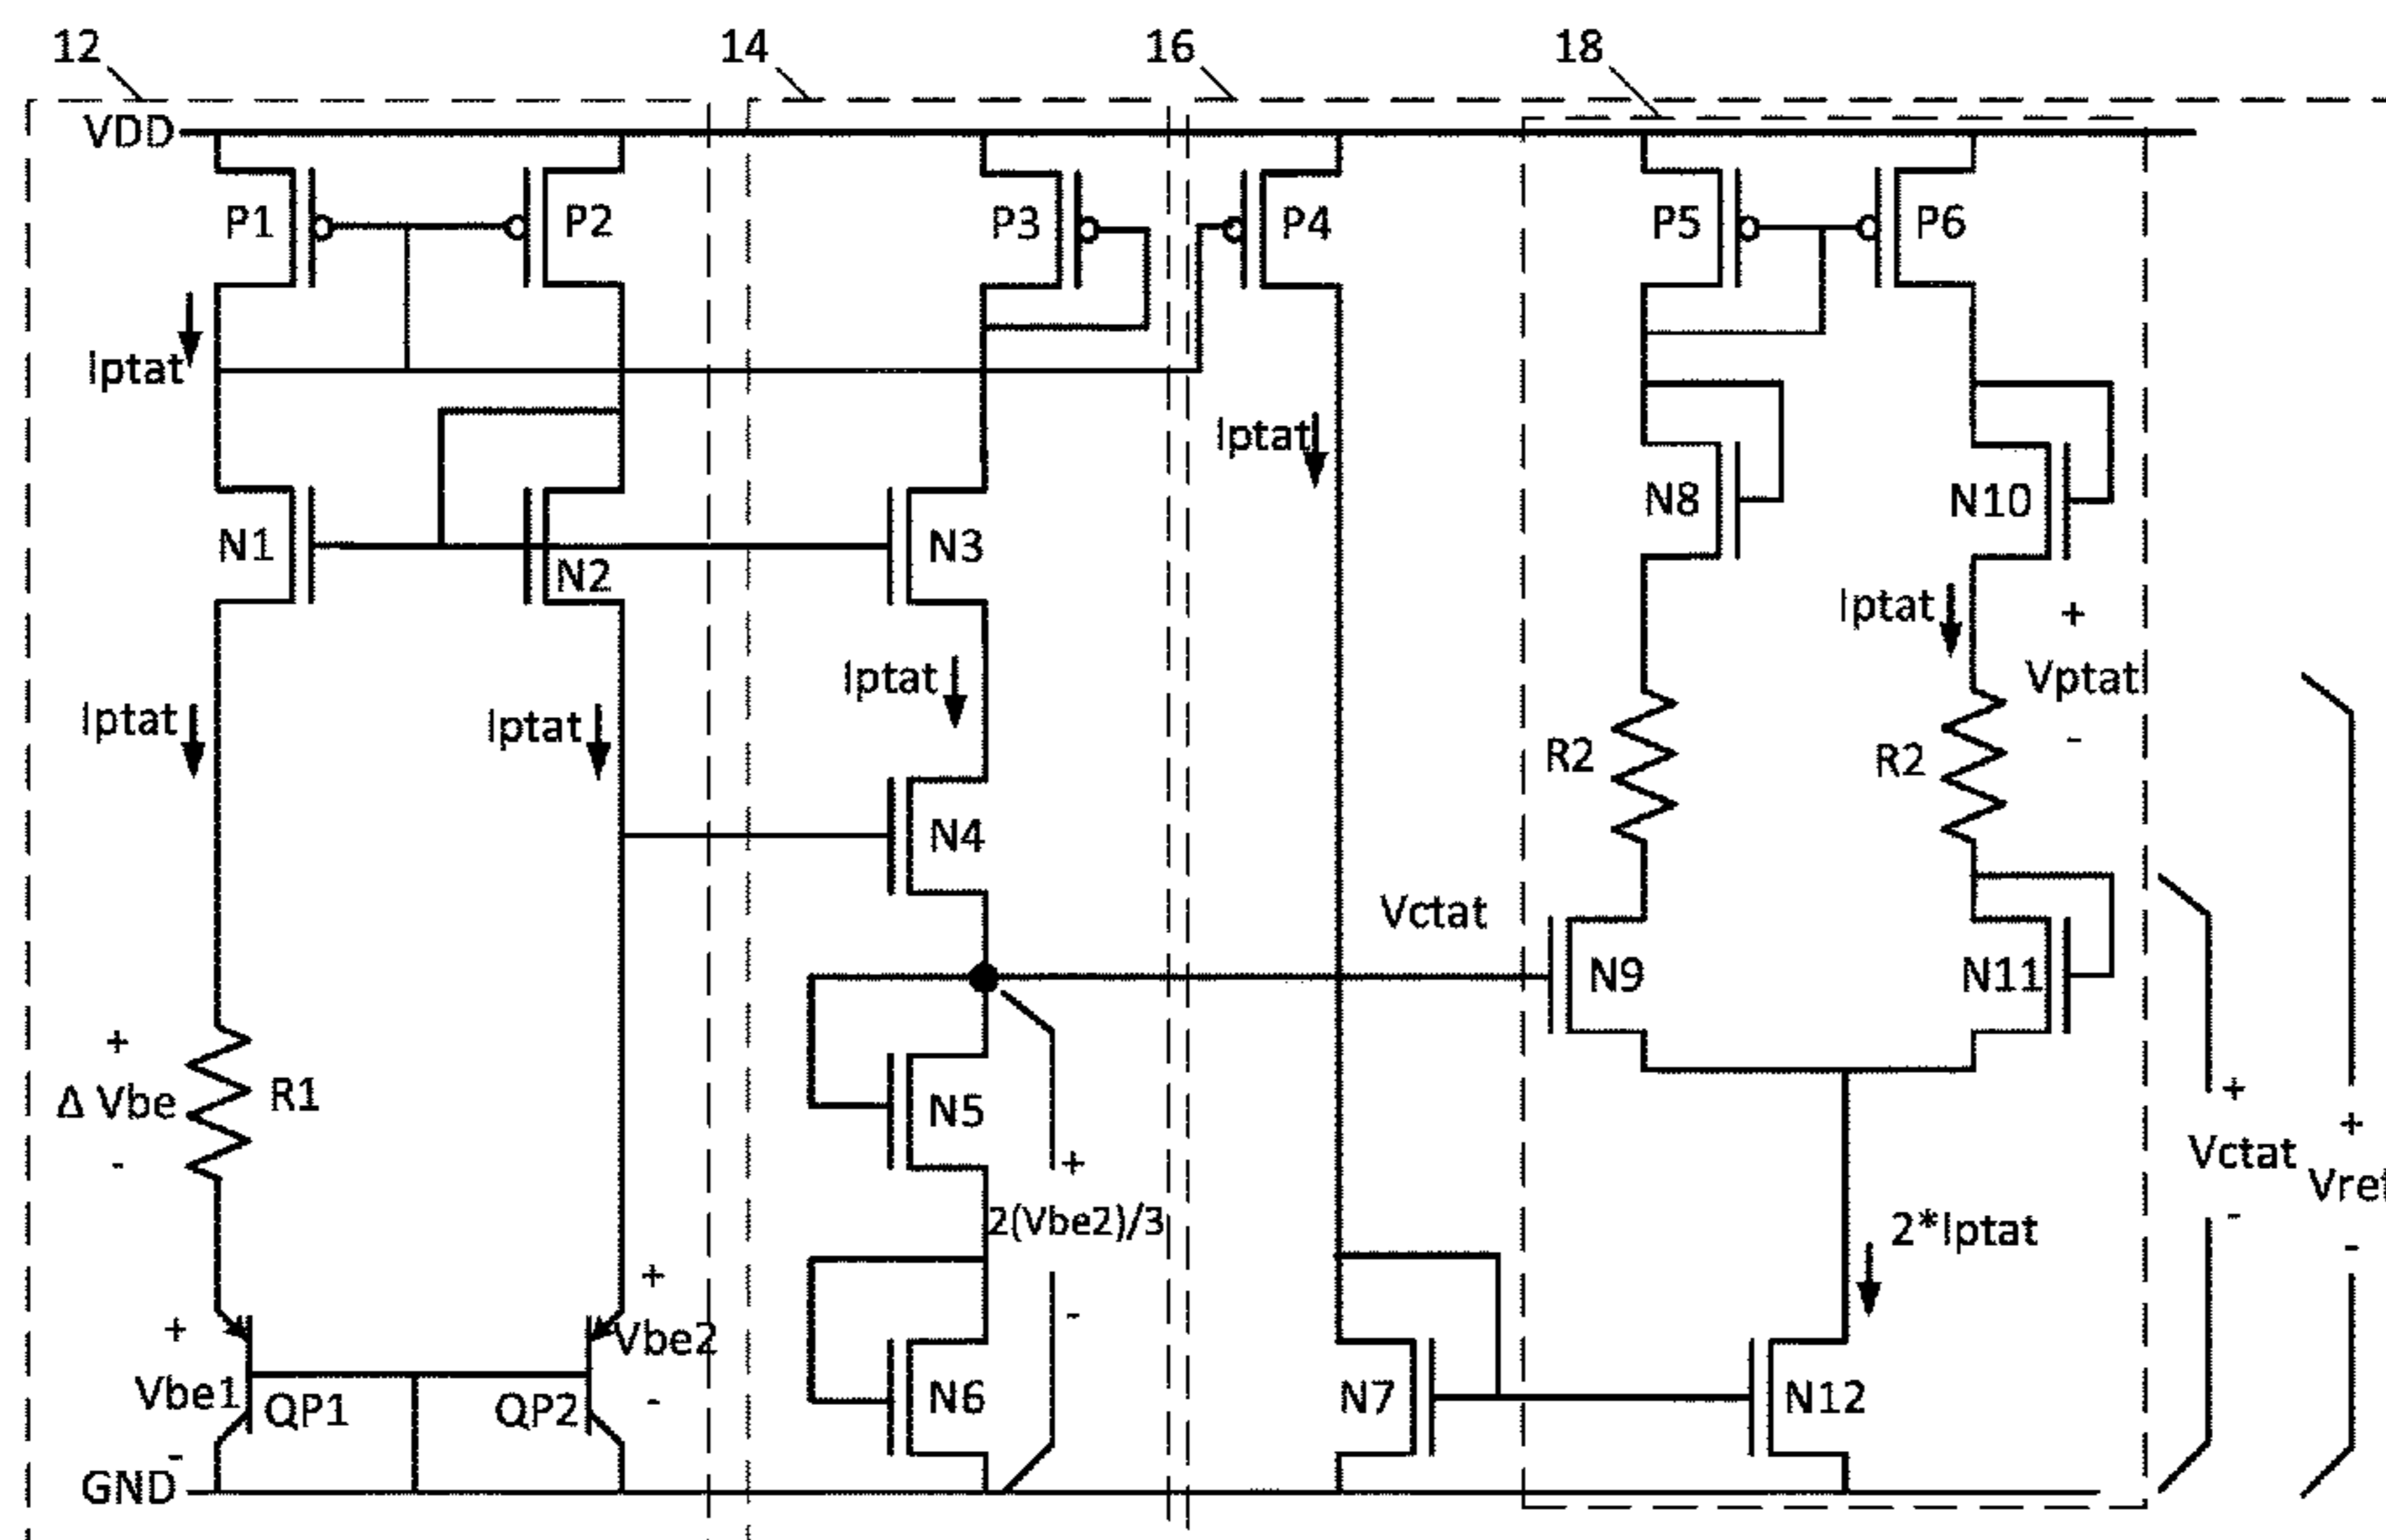 12
14
16
18
VDD
P1
P2
P3
P4
P5
P6
Iptat
Iptat
N1
N2
N3
N8
N10
Iptat
Iptat
Iptat
Iptat
+
Vptat
-
R2
R2
N4
Vctat
N9
N11
+
Δ Vbe
-
R1
N5
+
2(Vbe2)/3
-
+
Vctat
-
+
Vref
-
2*Iptat
+
Vbe1
-
QP1
QP2
+
Vbe2
-
N6
N7
N12
GND